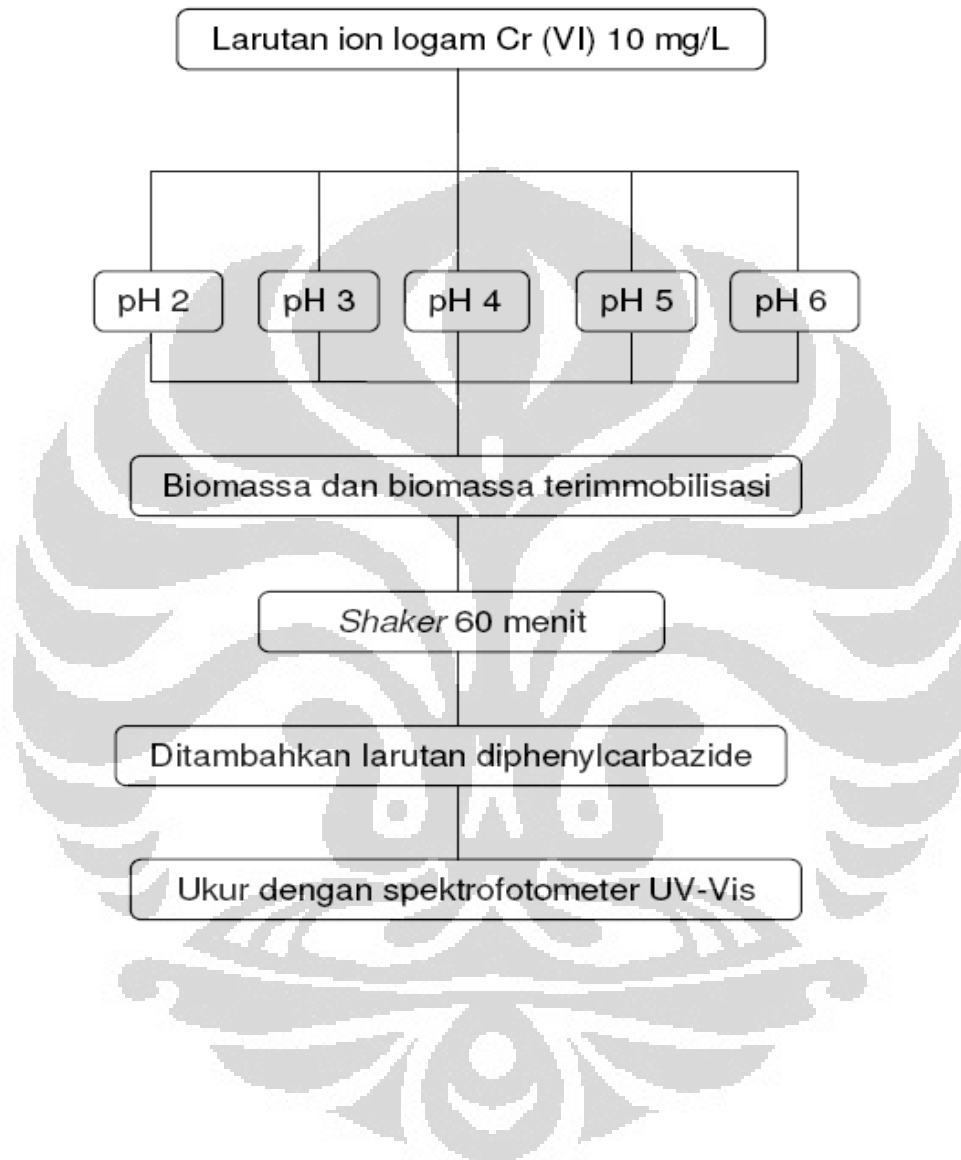 Larutan ion logam Cr (VI) 10 mg/L
pH 2
pH 3
pH 4
pH 5
pH 6
Biomassa dan biomassa terimmobilisasi
Shaker 60 menit
Ditambahkan larutan diphenylcarbazide
Ukur dengan spektrofotometer UV-Vis